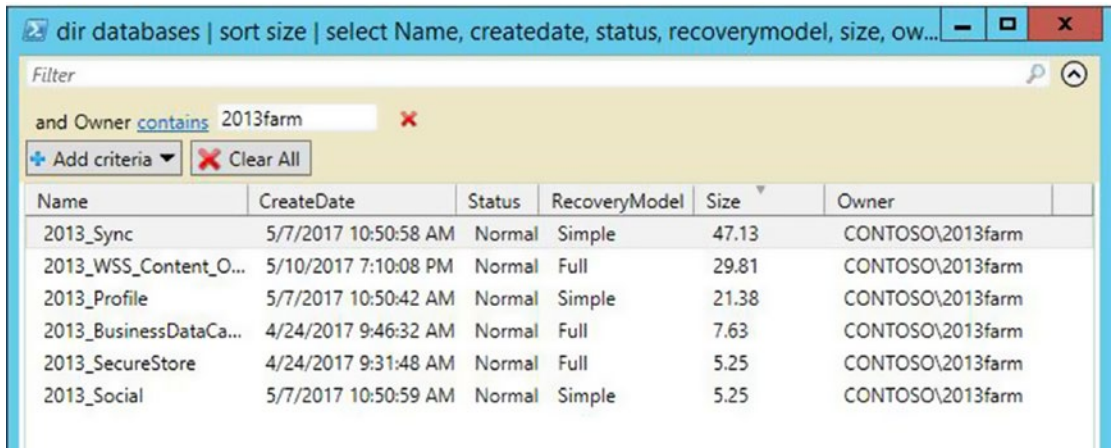 dir databases | sort size | select Name, createdate, status, recoverymodel, size, ow...
Filter
and Owner contains 2013farm
Add criteria Clear All
Name CreateDate Status RecoveryModel Size Owner
2013_Sync 5/7/2017 10:50:58 AM Normal Simple 47.13 CONTOSO\2013farm
2013_WSS_Content_O... 5/10/2017 7:10:08 PM Normal Full 29.81 CONTOSO\2013farm
2013_Profile 5/7/2017 10:50:42 AM Normal Simple 21.38 CONTOSO\2013farm
2013_BusinessDataCa... 4/24/2017 9:46:32 AM Normal Full 7.63 CONTOSO\2013farm
2013_SecureStore 4/24/2017 9:31:48 AM Normal Full 5.25 CONTOSO\2013farm
2013_Social 5/7/2017 10:50:59 AM Normal Simple 5.25 CONTOSO\2013farm